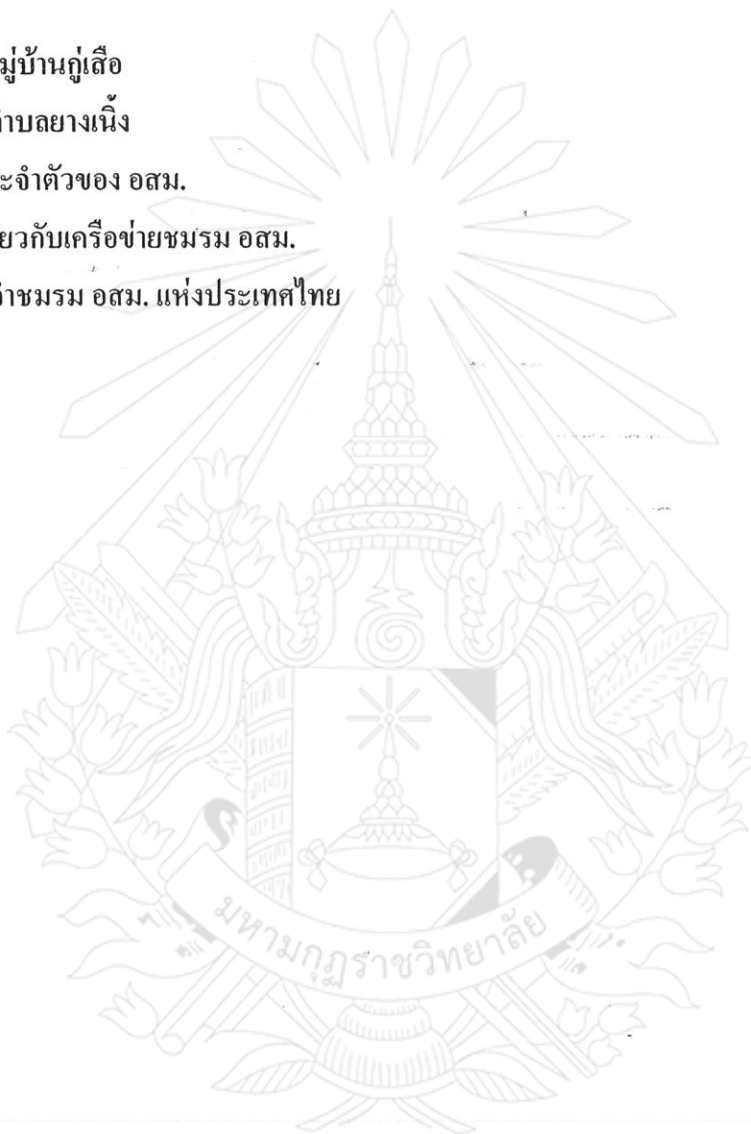 มู่บ้านกู่เสือ
ตำบลยางเนิ้ง
ะจำตัวของ อสม.
ยวกับเครือข่ายชมรม อสม.
ำชมรม อสม. แห่งประเทศไทย
มหามกุฏราชวิทยาลัย